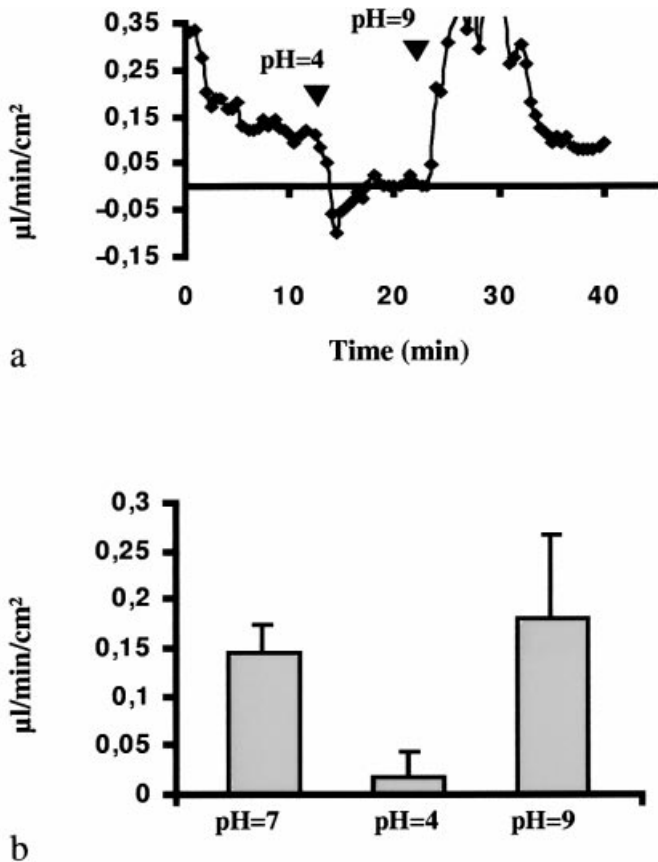 0,35
pH=9
0,25
pH=4
0,15
0,05
-0,05
-0,15
µl/min/cm²
0 10 20 30 40
Time (min)
a
0,3
0,25
0,2
0,15
0,1
0,05
0
µl/min/cm²
pH=7 pH=4 pH=9
b